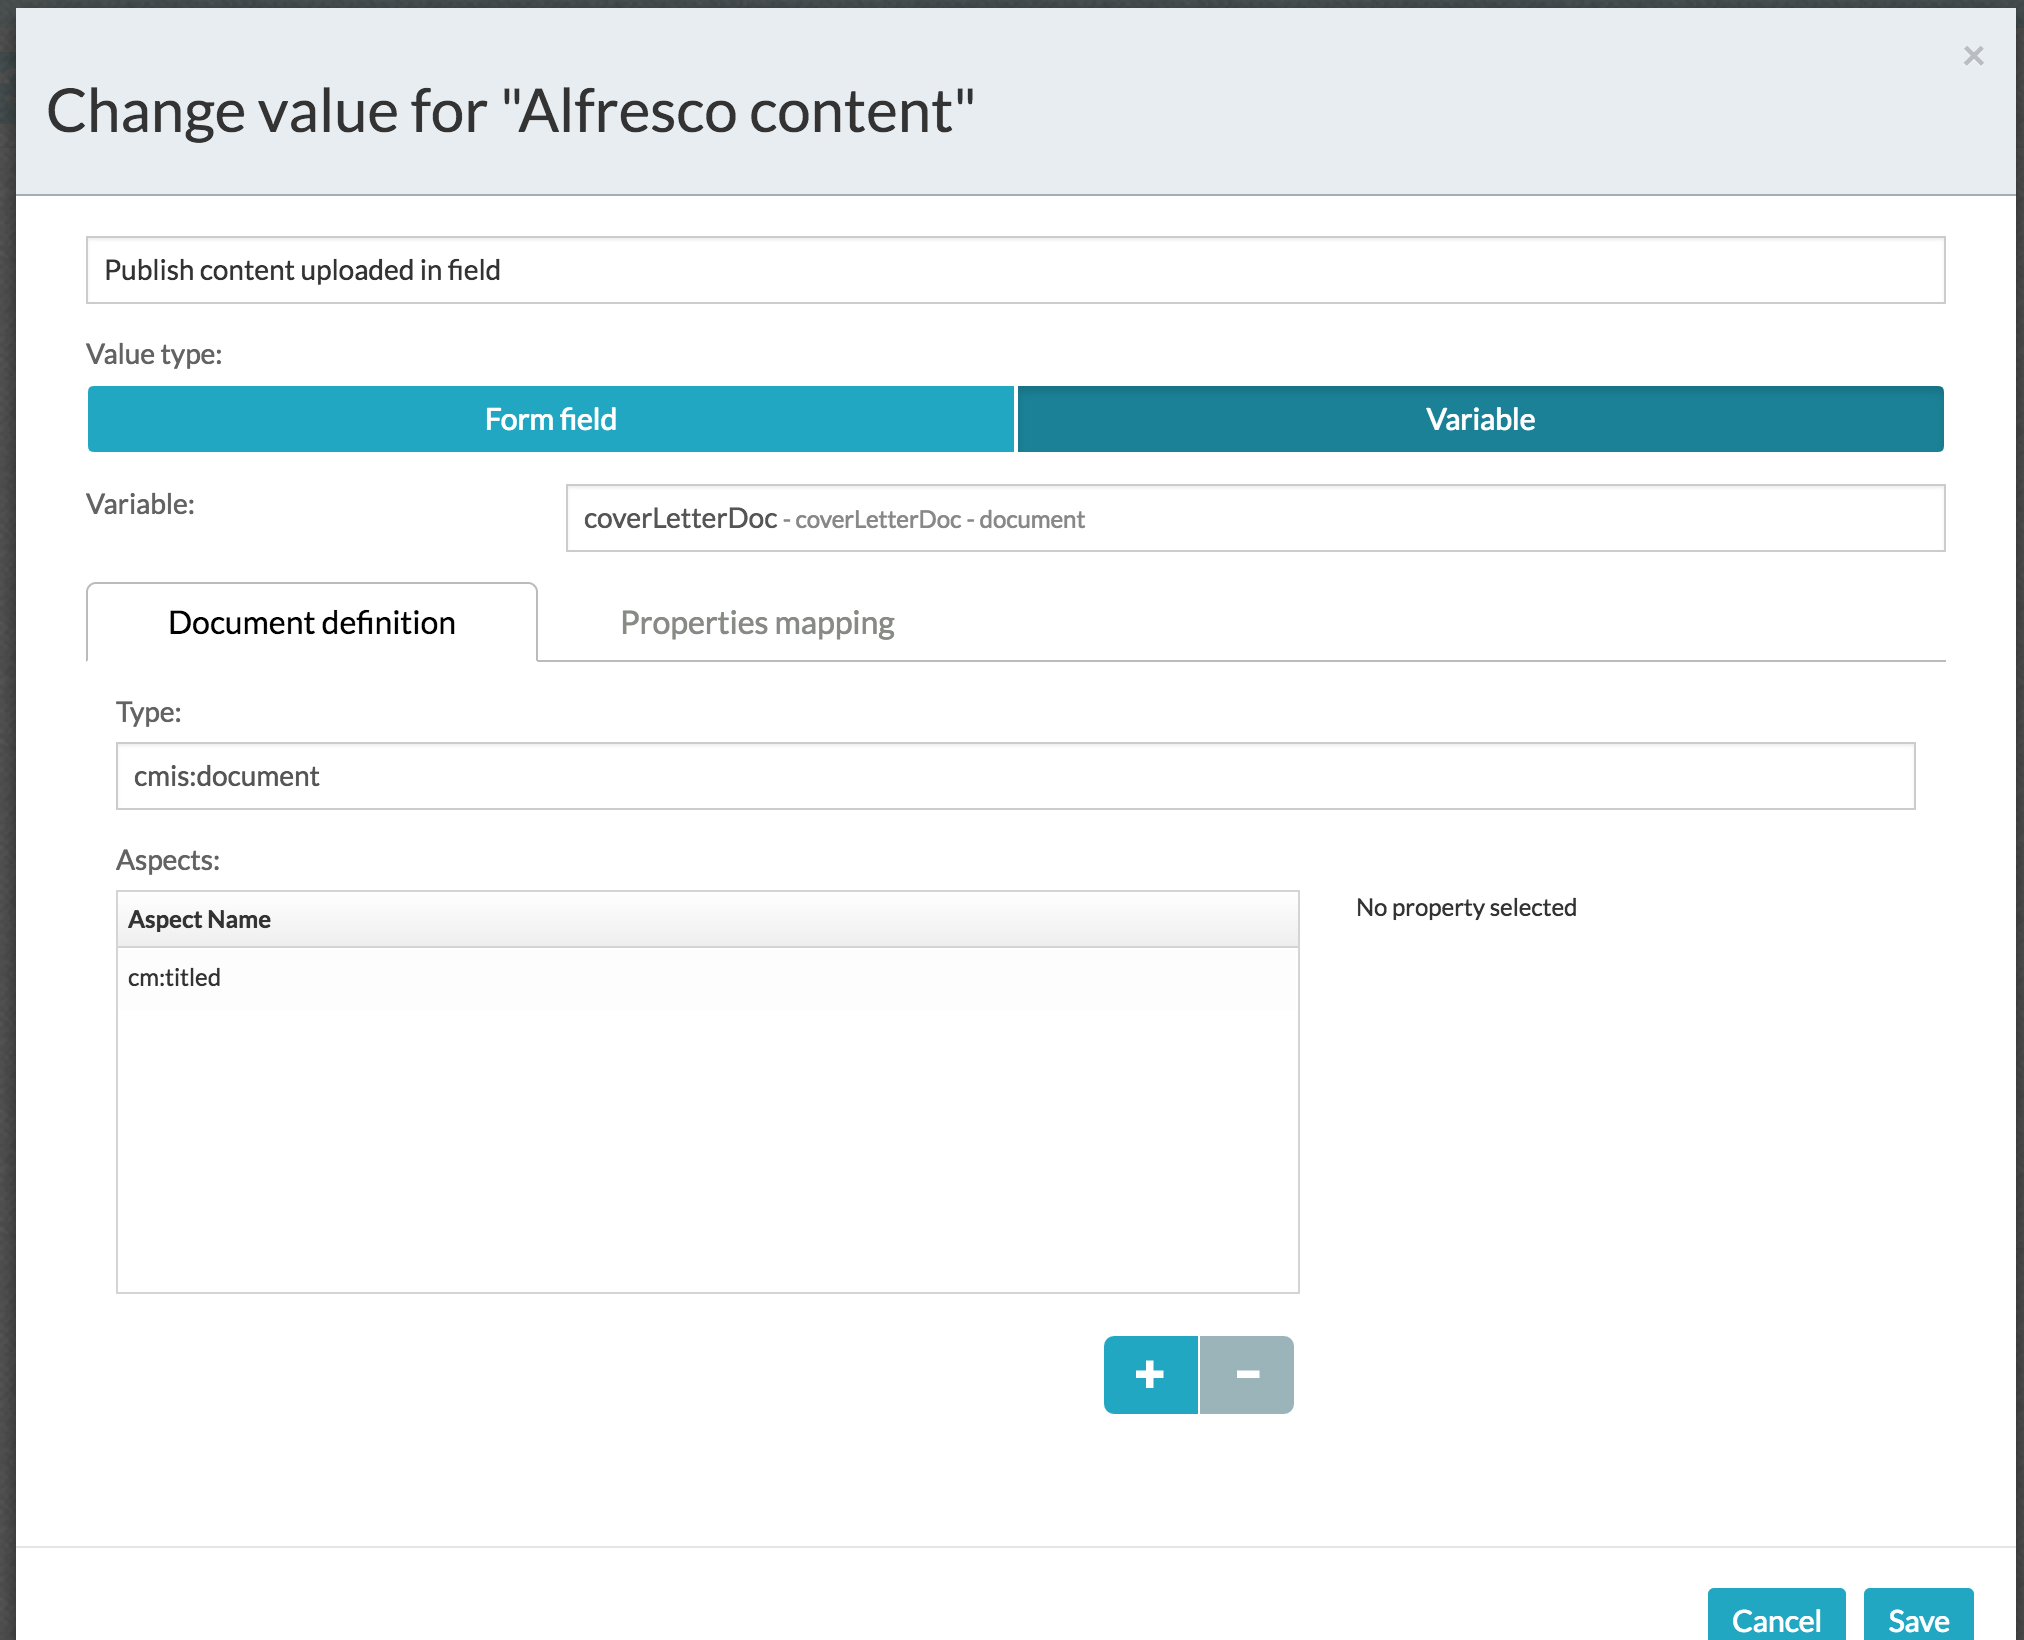 ×
Change value for "Alfresco content"
Publish content uploaded in field
Value type:
Form field
Variable
Variable:
coverLetterDoc - coverLetterDoc - document
Document definition
Properties mapping
Type:
cmis:document
Aspects:
Aspect Name
No property selected
cm:titled
+
-
Cancel
Save